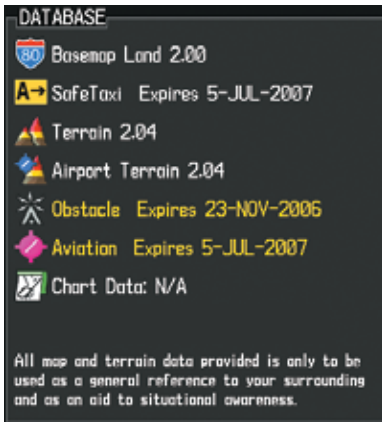 DATABASE
80 Basemap Land 2.00
A→ SafeTaxi Expires 5-JUL-2007
Terrain 2.04
Airport Terrain 2.04
Obstacle Expires 23-NOV-2006
Aviation Expires 5-JUL-2007
Chart Data: N/A
All map and terrain data provided is only to be
used as a general reference to your surrounding
and as an aid to situational awareness.